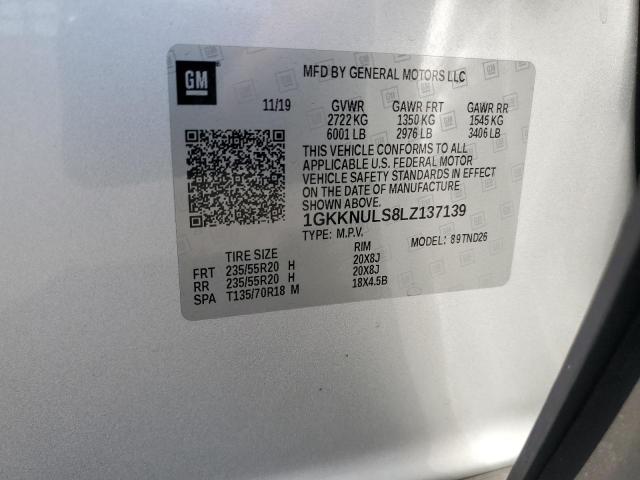 GM
MFD BY GENERAL MOTORS LLC
11/19 GVWR GAWR FRT GAWR RR
2722 KG 1350 KG 1545 KG
6001 LB 2976 LB 3406 LB
THIS VEHICLE CONFORMS TO ALL
APPLICABLE U.S. FEDERAL MOTOR
VEHICLE SAFETY STANDARDS IN EFFECT
ON THE DATE OF MANUFACTURE
SHOWN ABOVE.
1GKKNULS8LZ137139
TYPE: M.P.V. MODEL: 89TND26
TIRE SIZE RIM
FRT 235/55R20 H 20X8J
RR 235/55R20 H 20X8J
SPA T135/70R18 M 18X4.5B